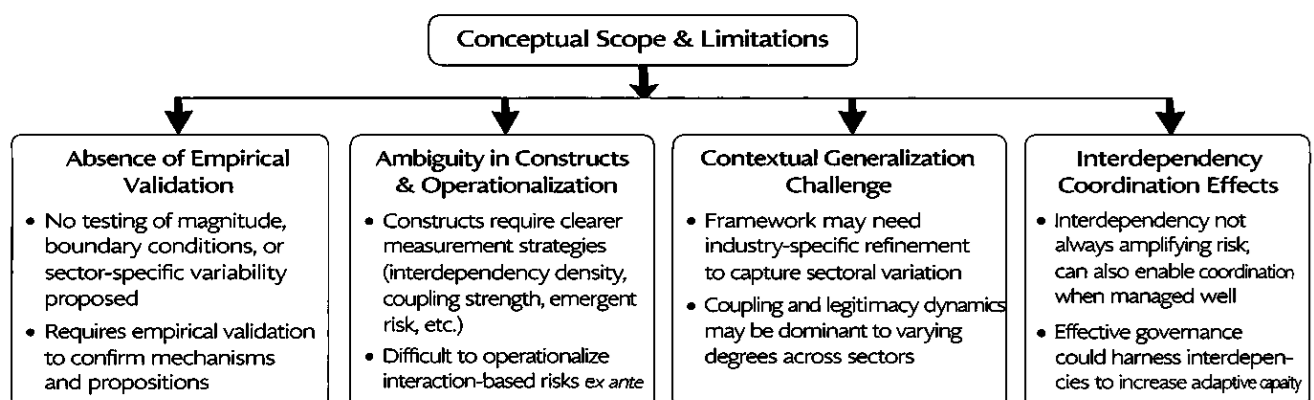 Conceptual Scope & Limitations
Absence of Empirical
Validation
• No testing of magnitude,
boundary conditions, or
sector-specific variability
proposed
• Requires empirical validation
to confirm mechanisms
and propositions
Ambiguity in Constructs
& Operationalization
• Constructs require clearer
measurement strategies
(interdependency density,
coupling strength, emergent
risk, etc.)
• Difficult to operationalize
interaction-based risks ex ante
Contextual Generalization
Challenge
• Framework may need
industry-specific refinement
to capture sectoral variation
• Coupling and legitimacy dynamics
may be dominant to varying
degrees across sectors
Interdependency
Coordination Effects
• Interdependency not
always amplifying risk,
can also enable coordination
when managed well
• Effective governance
could harness interdepen-
cies to increase adaptive capaity